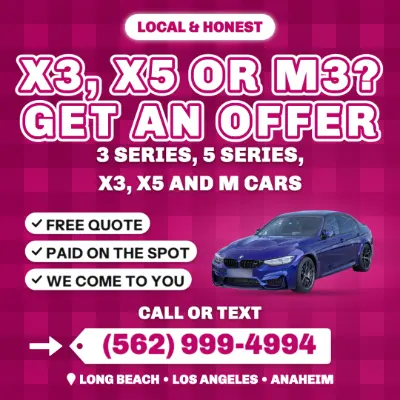 LOCAL & HONEST
X3, X5 OR M3?
GET AN OFFER
3 SERIES, 5 SERIES,
X3, X5 AND M CARS
FREE QUOTE
PAID ON THE SPOT
WE COME TO YOU
CALL OR TEXT
(562) 999-4994
LONG BEACH • LOS ANGELES • ANAHEIM